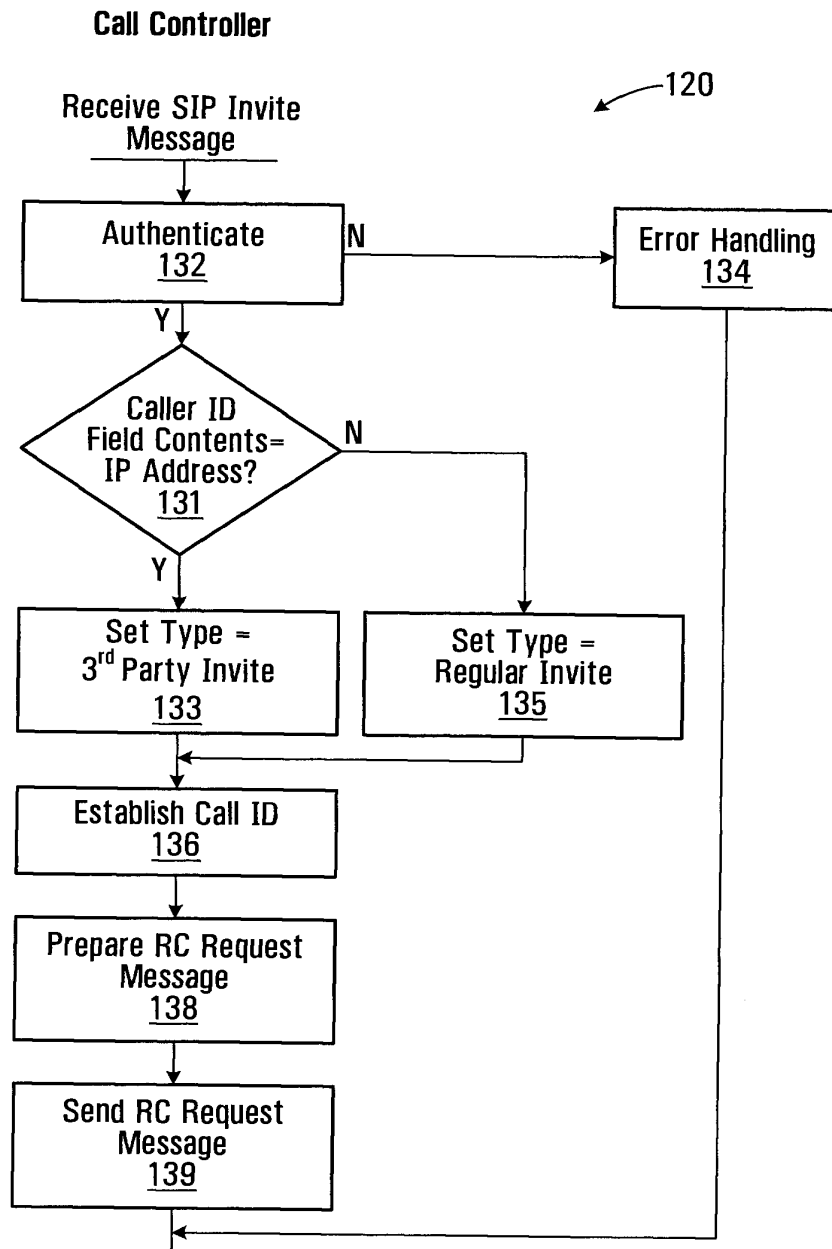 Call Controller
120
Receive SIP Invite
Message
Authenticate
132
N
Error Handling
134
Y
Caller ID
Field Contents=
IP Address?
131
N
Y
Set Type =
3rd Party Invite
133
Set Type =
Regular Invite
135
Establish Call ID
136
Prepare RC Request
Message
138
Send RC Request
Message
139